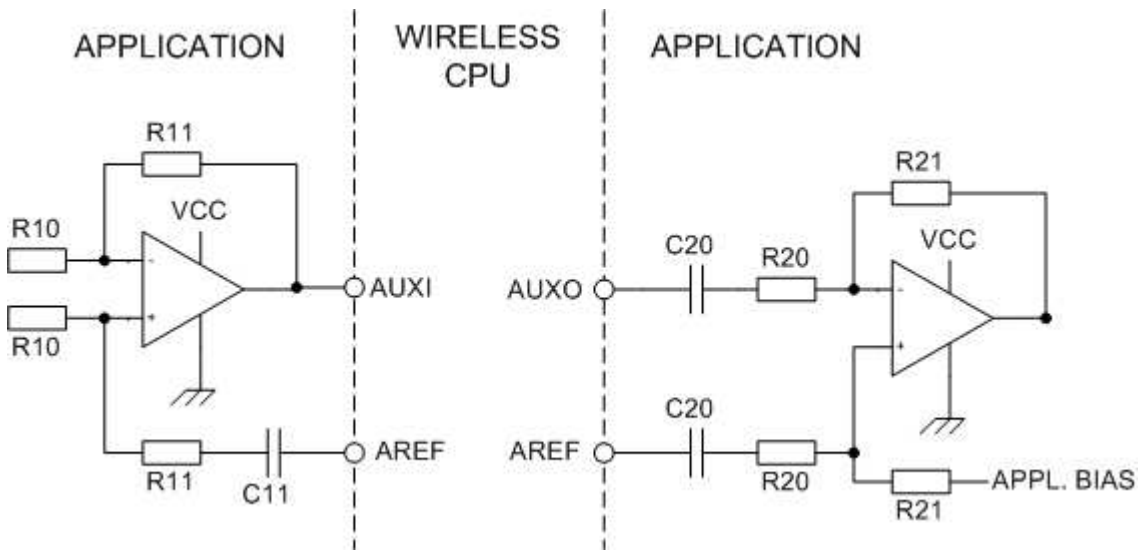 APPLICATION
WIRELESS
CPU
APPLICATION
R11
VCC
R10
-
+
R10
AUXI
R11
C11
AREF
R21
VCC
C20
R20
AUXO
-
+
C20
AREF
R20
R21
APPL. BIAS